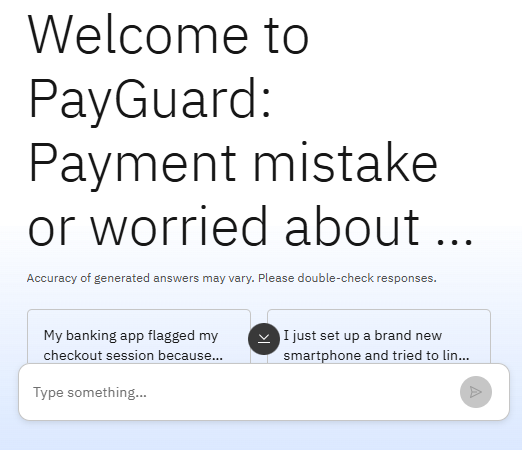 Welcome to
PayGuard:
Payment mistake
or worried about ...
Accuracy of generated answers may vary. Please double-check responses.
My banking app flagged my
checkout session because...
I just set up a brand new
smartphone and tried to lin...
Type something...